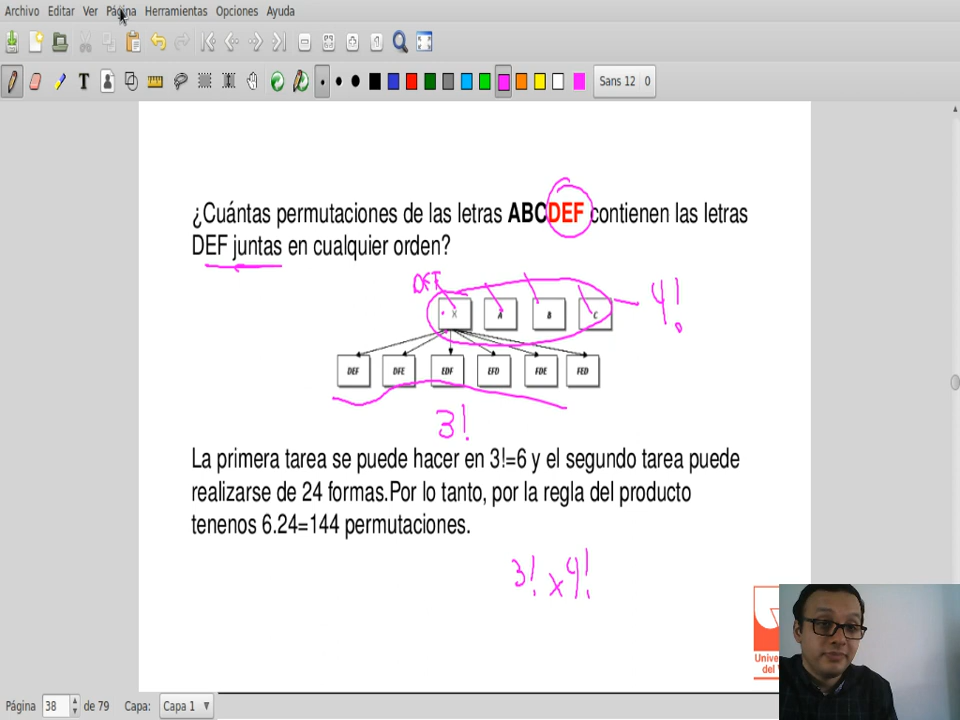 Archivo Editar Ver Página Herramientas Opciones Ayuda
T Sans 12 0
¿Cuántas permutaciones de las letras ABCDEF contienen las letras
DEF juntas en cualquier orden?
DEF
X A B C 4!
DEF DFE EDF EFD FDE FED
3!
La primera tarea se puede hacer en 3!=6 y el segundo tarea puede
realizarse de 24 formas.Por lo tanto, por la regla del producto
tenenos 6.24=144 permutaciones.
3! x 4!
Página 38 de 79 Capa: Capa 1